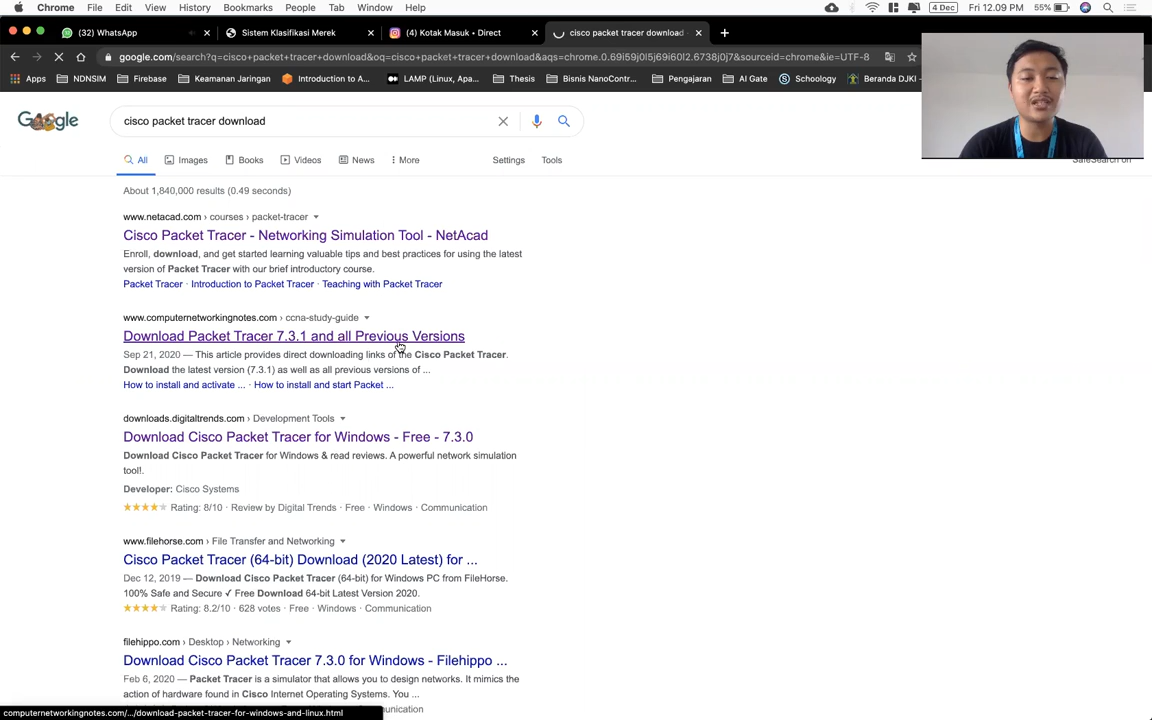 Chrome File Edit View History Bookmarks People Tab Window Help 4 Dec Fri 12.09 PM 55%
(32) WhatsApp Sistem Klasifikasi Merek (4) Kotak Masuk • Direct cisco packet tracer download
google.com/search?q=cisco+packet+tracer+download&oq=cisco+packet+tracer+download&aqs=chrome.0.69i59j0i5j69i60l2.6738j0j7&sourceid=chrome&ie=UTF-8
Apps NDNSIM Firebase Keamanan Jaringan Introduction to A... LAMP (Linux, Apa... Thesis Bisnis NanoContr... Pengajaran AI Gate Schoology Beranda DJKI
Google
cisco packet tracer download
All Images Books Videos News More Settings Tools SafeSearch on
About 1,840,000 results (0.49 seconds)
www.netacad.com › courses › packet-tracer
Cisco Packet Tracer - Networking Simulation Tool - NetAcad
Enroll, download, and get started learning valuable tips and best practices for using the latest
version of Packet Tracer with our brief introductory course.
Packet Tracer · Introduction to Packet Tracer · Teaching with Packet Tracer
www.computernetworkingnotes.com › ccna-study-guide
Download Packet Tracer 7.3.1 and all Previous Versions
Sep 21, 2020 — This article provides direct downloading links of the Cisco Packet Tracer.
Download the latest version (7.3.1) as well as all previous versions of ...
How to install and activate ... · How to install and start Packet ...
downloads.digitaltrends.com › Development Tools
Download Cisco Packet Tracer for Windows - Free - 7.3.0
Download Cisco Packet Tracer for Windows & read reviews. A powerful network simulation
tool!.
Developer: Cisco Systems
Rating: 8/10 · Review by Digital Trends · Free · Windows · Communication
www.filehorse.com › File Transfer and Networking
Cisco Packet Tracer (64-bit) Download (2020 Latest) for ...
Dec 12, 2019 — Download Cisco Packet Tracer (64-bit) for Windows PC from FileHorse.
100% Safe and Secure ✓ Free Download 64-bit Latest Version 2020.
Rating: 8.2/10 · 628 votes · Free · Windows · Communication
filehippo.com › Desktop › Networking
Download Cisco Packet Tracer 7.3.0 for Windows - Filehippo ...
Feb 6, 2020 — Packet Tracer is a simulator that allows you to design networks. It mimics the
action of hardware found in Cisco Internet Operating Systems. You ...
computernetworkingnotes.com/.../download-packet-tracer-for-windows-and-linux.html